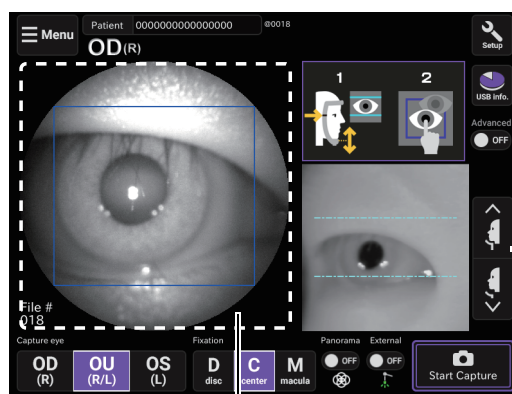 Menu
Patient 0000000000000000 @0018
OD(R)
Setup
1 2
USB info.
Advanced
OFF
File #
018
Capture eye
Fixation
Panorama
External
OD
(R)
OU
(R/L)
OS
(L)
D
disc
C
center
M
macula
OFF
OFF
Start Capture